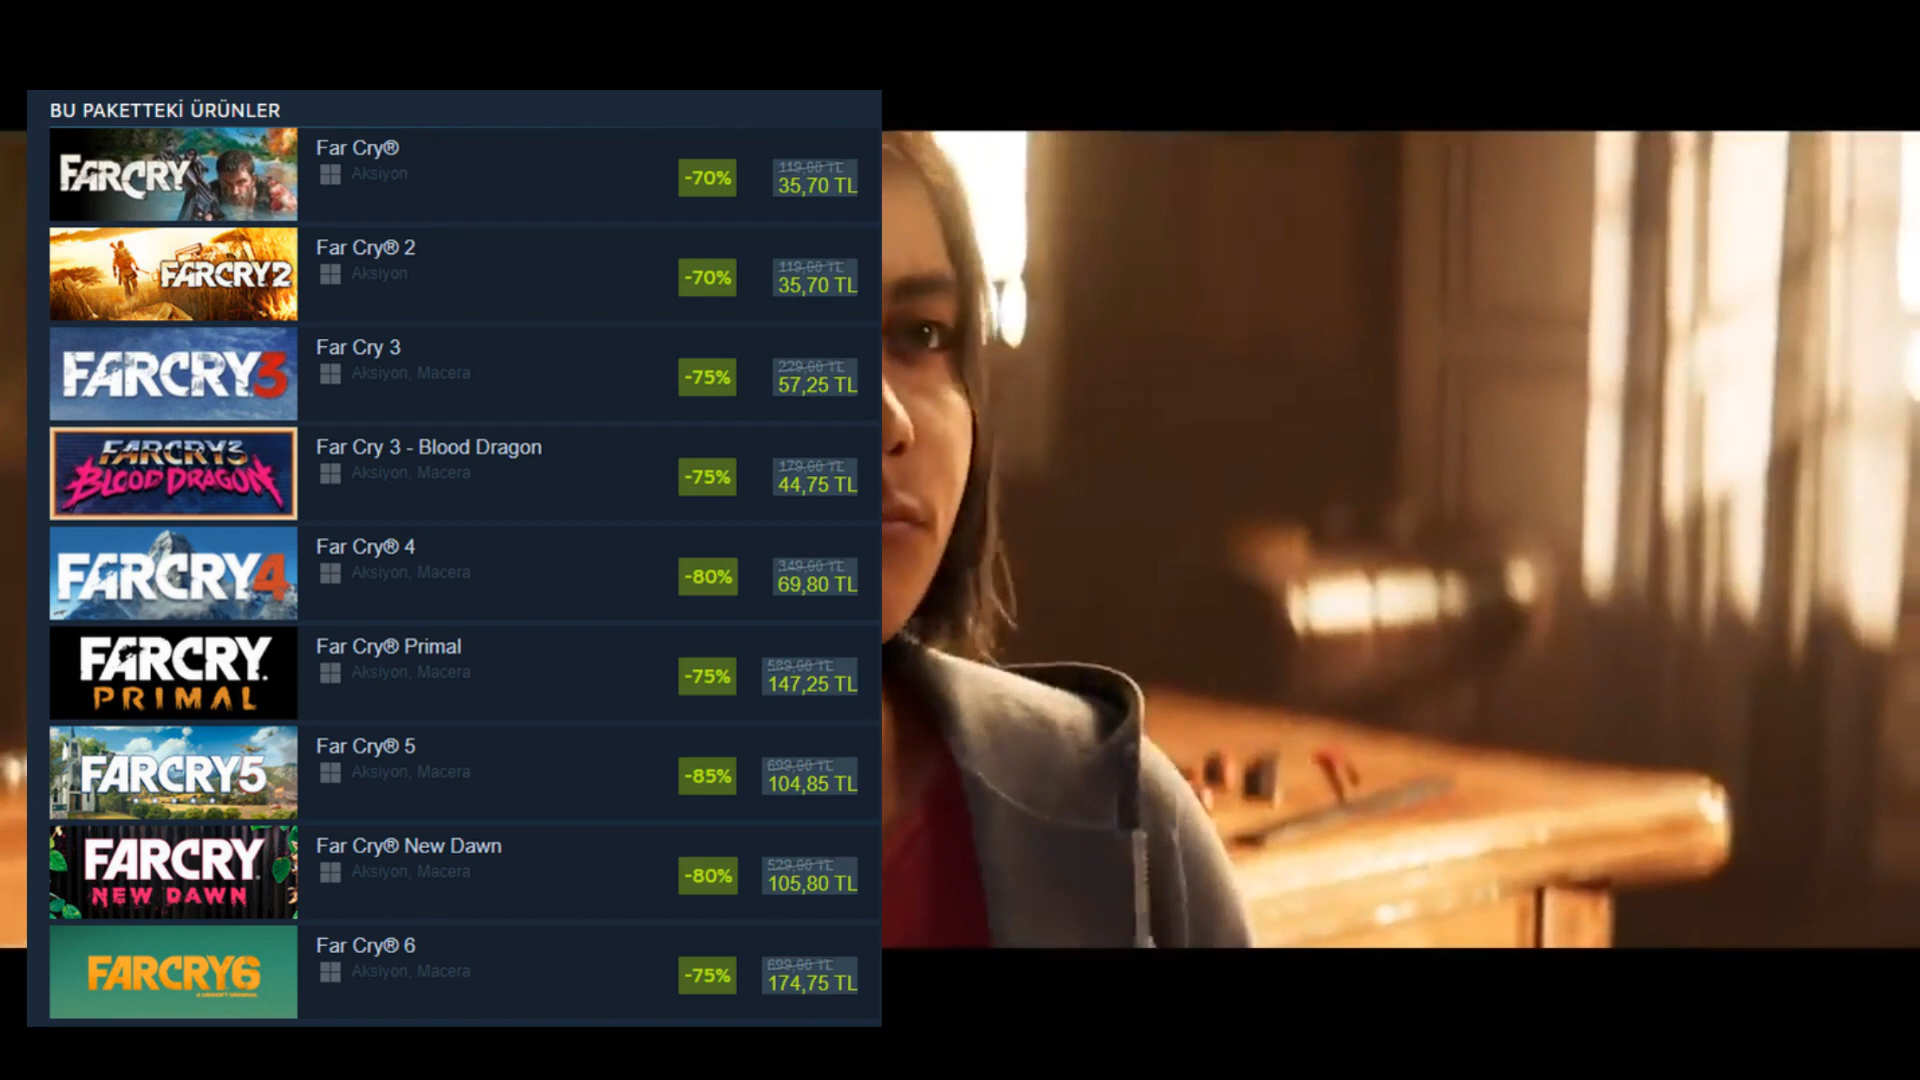 BU PAKETTEKİ ÜRÜNLER
FARCRY
Far Cry®
Aksiyon
-70%
119,00 TL
35,70 TL
FARCRY2
Far Cry® 2
Aksiyon
-70%
119,00 TL
35,70 TL
FARCRY3
Far Cry 3
Aksiyon, Macera
-75%
229,00 TL
57,25 TL
FARCRY3
BLOOD DRAGON
Far Cry 3 - Blood Dragon
Aksiyon, Macera
-75%
179,00 TL
44,75 TL
FARCRY4
Far Cry® 4
Aksiyon, Macera
-80%
349,00 TL
69,80 TL
FARCRY.
PRIMAL
Far Cry® Primal
Aksiyon, Macera
-75%
589,00 TL
147,25 TL
FARCRY5
Far Cry® 5
Aksiyon, Macera
-85%
699,00 TL
104,85 TL
FARCRY.
NEW DAWN
Far Cry® New Dawn
Aksiyon, Macera
-80%
529,00 TL
105,80 TL
FARCRY6
A UBISOFT ORIGINAL
Far Cry® 6
Aksiyon, Macera
-75%
699,00 TL
174,75 TL